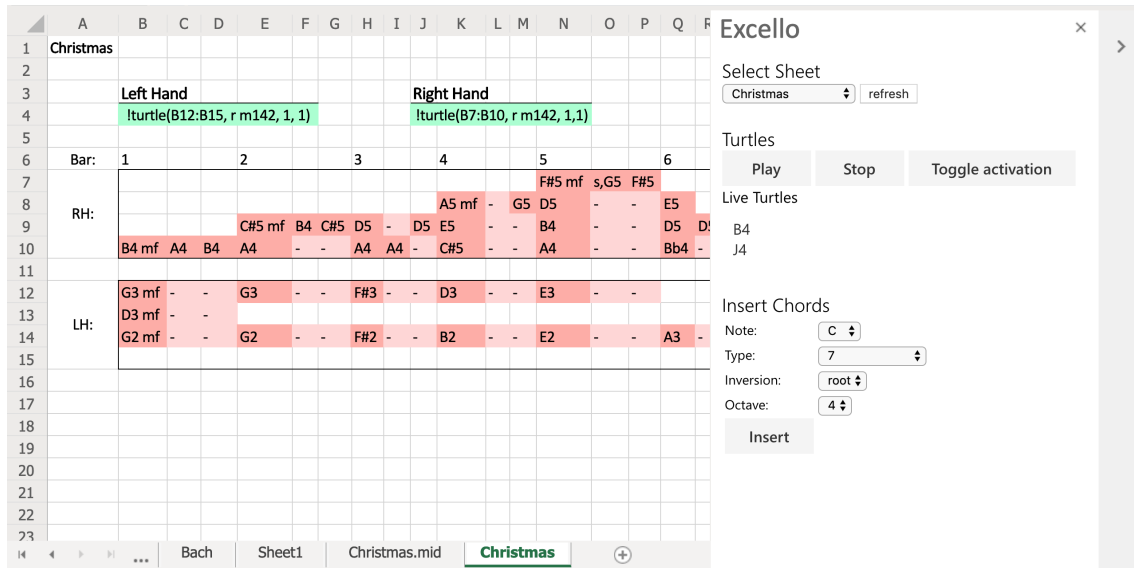 A B C D E F G H I J K L M N O P Q R
1 Christmas
2
3 Left Hand Right Hand
4 !turtle(B12:B15, r m142, 1, 1) !turtle(B7:B10, r m142, 1,1)
5
6 Bar: 1 2 3 4 5 6
7 F#5 mf s,G5 F#5
8 A5 mf - G5 D5 - - E5
RH:
9 C#5 mf B4 C#5 D5 - D5 E5 - - B4 - - D5
10 B4 mf A4 B4 A4 - - A4 A4 - C#5 - - A4 - - Bb4 -
11
12 G3 mf - - G3 - - F#3 - - D3 - - E3 - -
13 D3 mf - -
LH:
14 G2 mf - - G2 - - F#2 - - B2 - - E2 - - A3 -
15
16
17
18
19
20
21
22
23
... Bach Sheet1 Christmas.mid Christmas
Excello
Select Sheet
Christmas refresh
Turtles
Play Stop Toggle activation
Live Turtles
B4
J4
Insert Chords
Note: C
Type: 7
Inversion: root
Octave: 4
Insert